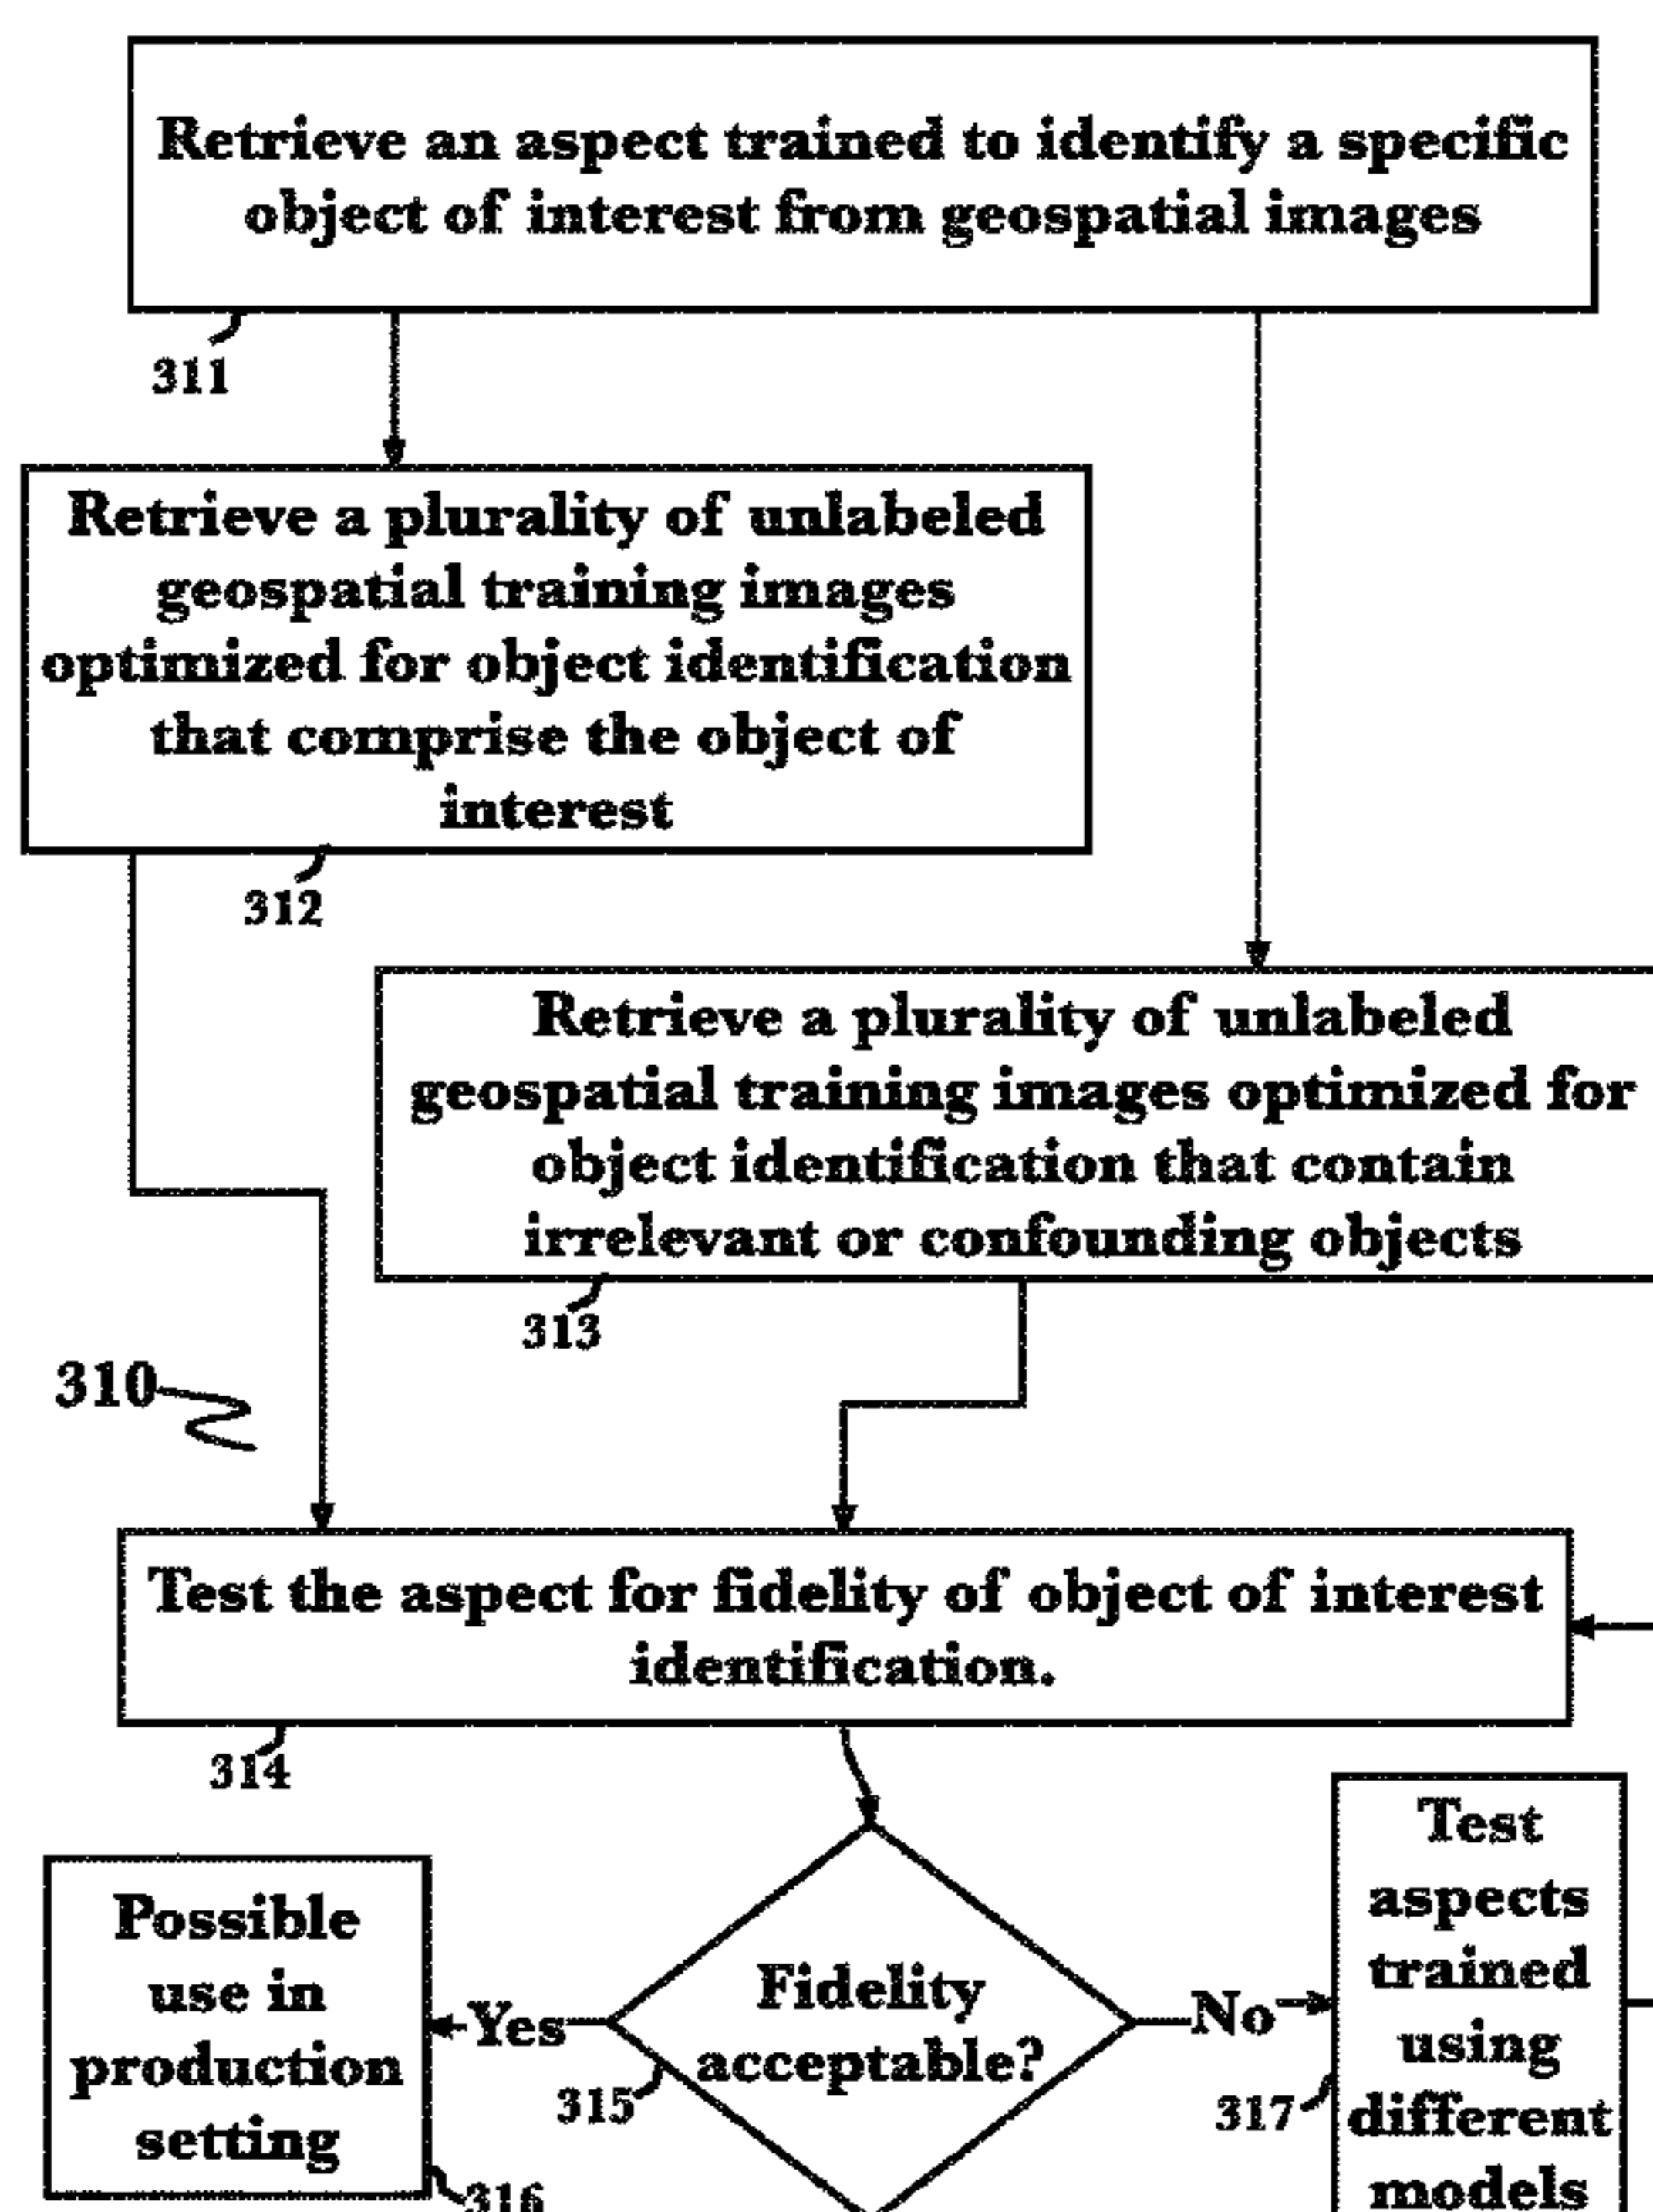 Retrieve an aspect trained to identify a specific
object of interest from geospatial images
311
Retrieve a plurality of unlabeled
geospatial training images
optimized for object identification
that comprise the object of
interest
312
Retrieve a plurality of unlabeled
geospatial training images optimized for
object identification that contain
irrelevant or confounding objects
313
310
Test the aspect for fidelity of object of interest
identification.
314
Possible
use in
production
setting
316
Yes
Fidelity
acceptable?
315
No
Test
aspects
trained
using
different
models
317